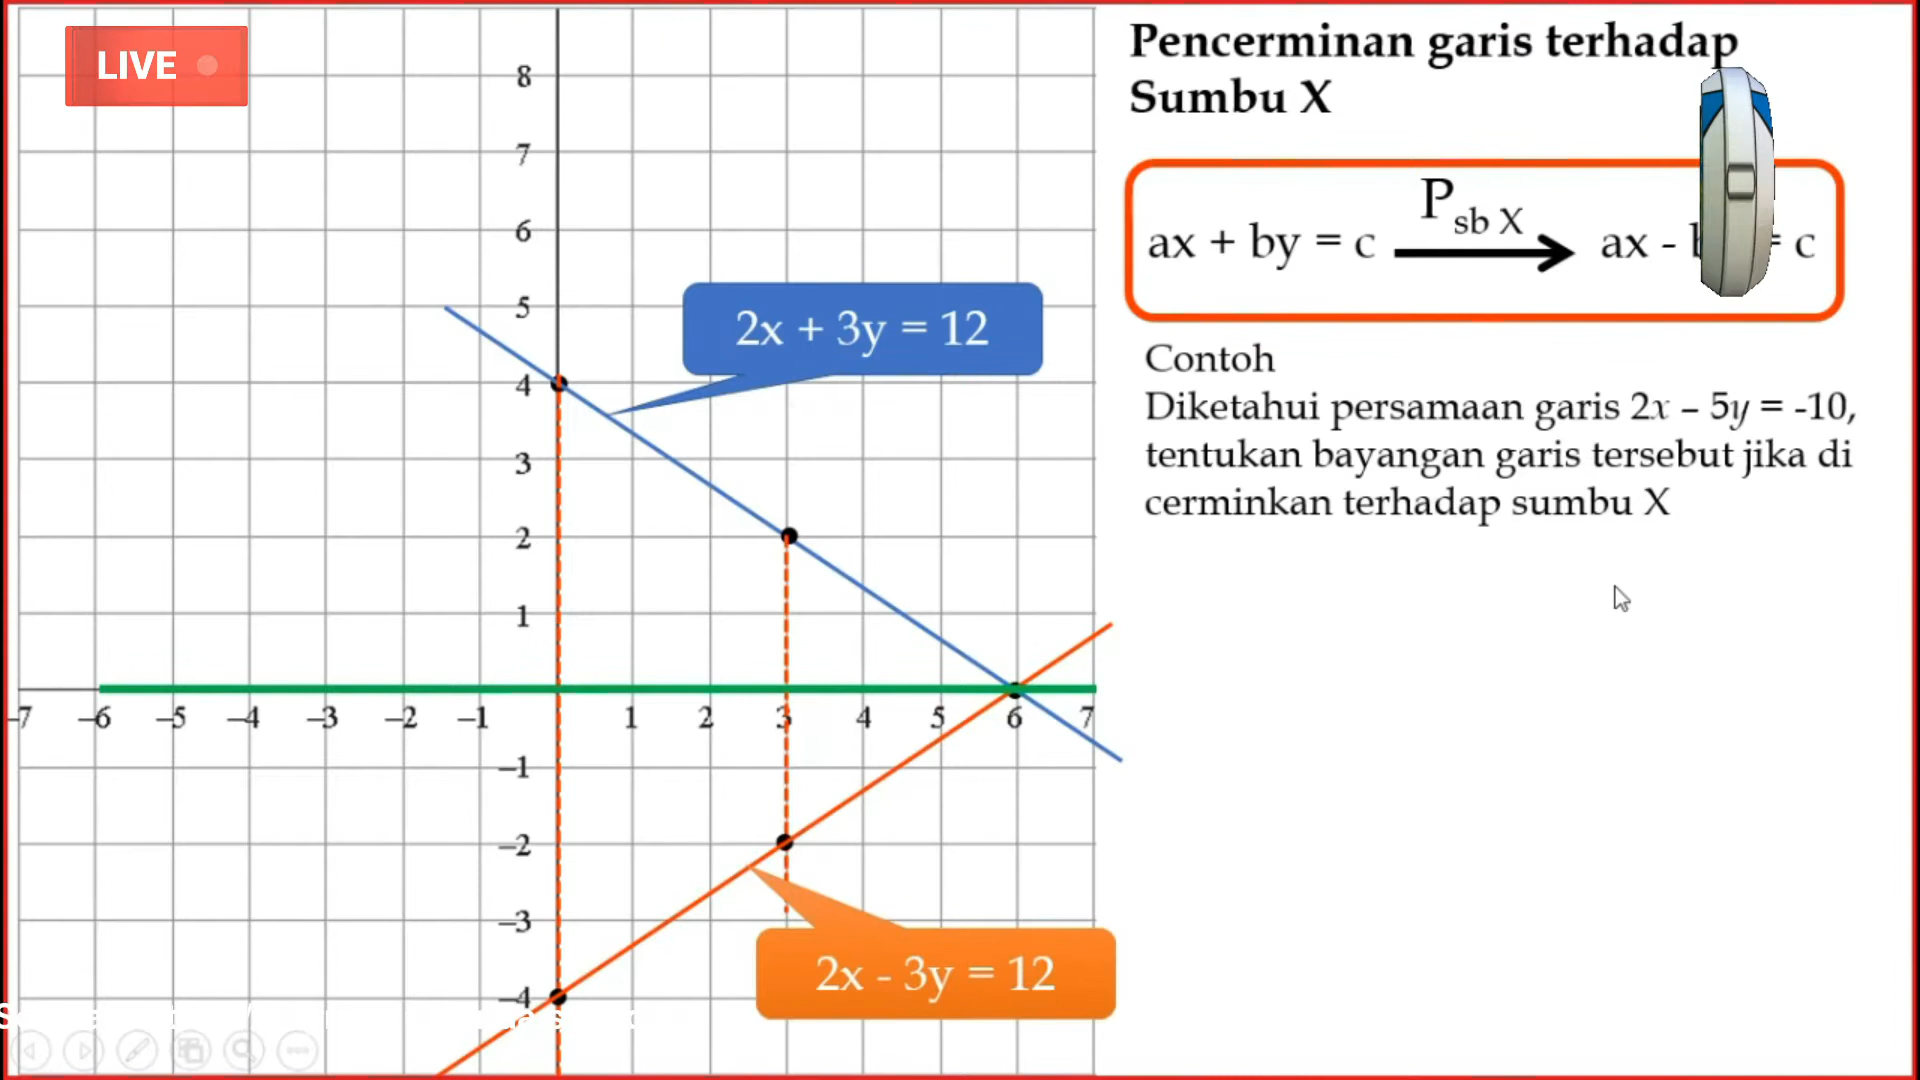 LIVE
Pencerminan garis terhadap
Sumbu X
P sb X
ax + by = c
ax - = c
Contoh
Diketahui persamaan garis 2x – 5y = -10,
tentukan bayangan garis tersebut jika di
cerminkan terhadap sumbu X
8
7
6
5
2x + 3y = 12
4
3
2
1
–7 –6 –5 –4 –3 –2 –1 1 2 3 4 5 6 7
–1
–2
–3
2x - 3y = 12
–4